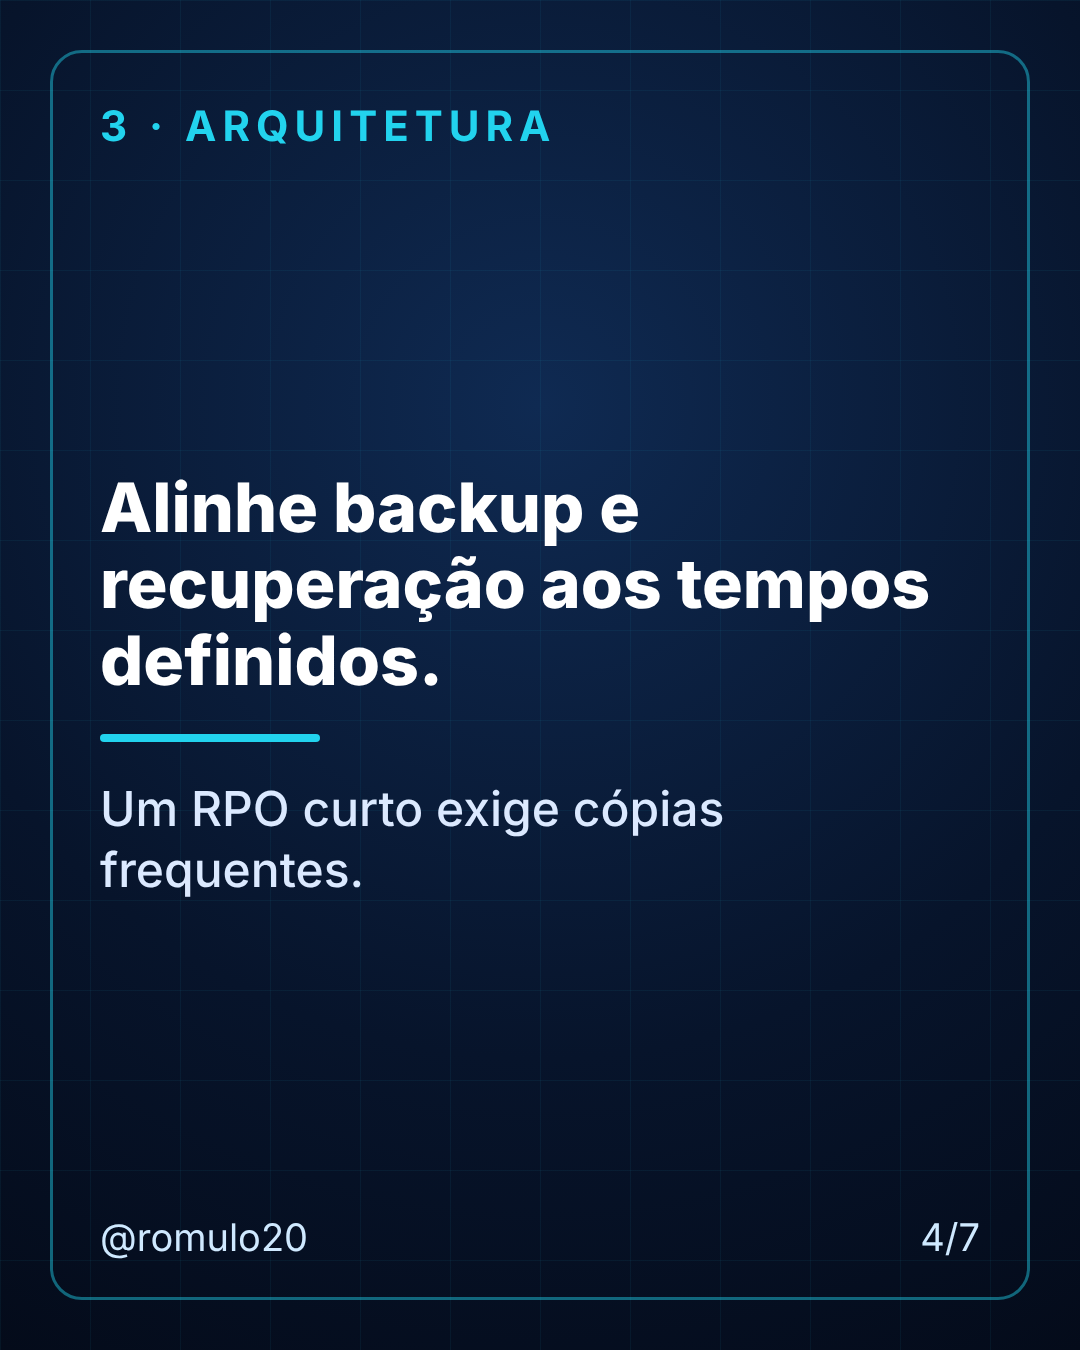 3 · ARQUITETURA
Alinhe backup e
recuperação aos tempos
definidos.
Um RPO curto exige cópias
frequentes.
@romulo20
4/7